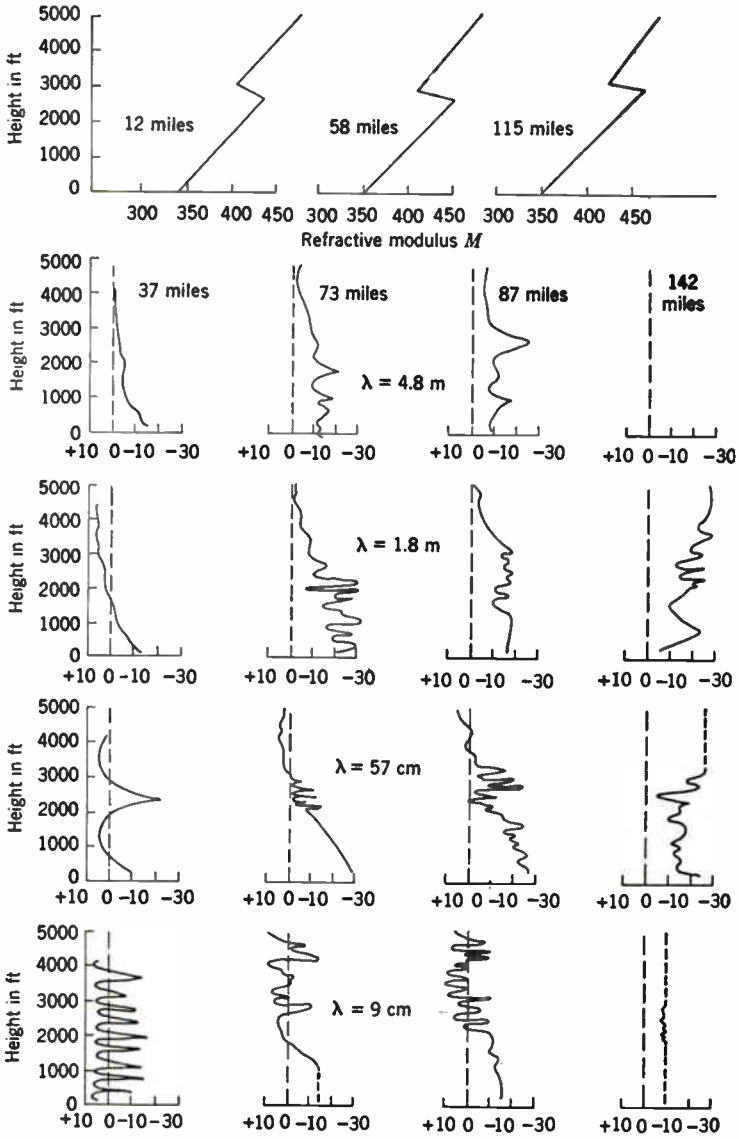 Height in ft
5000
4000
3000
2000
1000
0
12 miles
58 miles
115 miles
300 350 400 450
300 350 400 450
300 350 400 450
Refractive modulus M
Height in ft
5000
4000
3000
2000
1000
0
37 miles
73 miles
87 miles
142 miles
λ = 4.8 m
+10 0 -10 -30
+10 0 -10 -30
+10 0 -10 -30
+10 0 -10 -30
Height in ft
5000
4000
3000
2000
1000
0
λ = 1.8 m
+10 0 -10 -30
+10 0 -10 -30
+10 0 -10 -30
+10 0 -10 -30
Height in ft
5000
4000
3000
2000
1000
0
λ = 57 cm
+10 0 -10 -30
+10 0 -10 -30
+10 0 -10 -30
+10 0 -10 -30
Height in ft
5000
4000
3000
2000
1000
0
λ = 9 cm
+10 0 -10 -30
+10 0 -10 -30
+10 0 -10 -30
+10 0 -10 -30